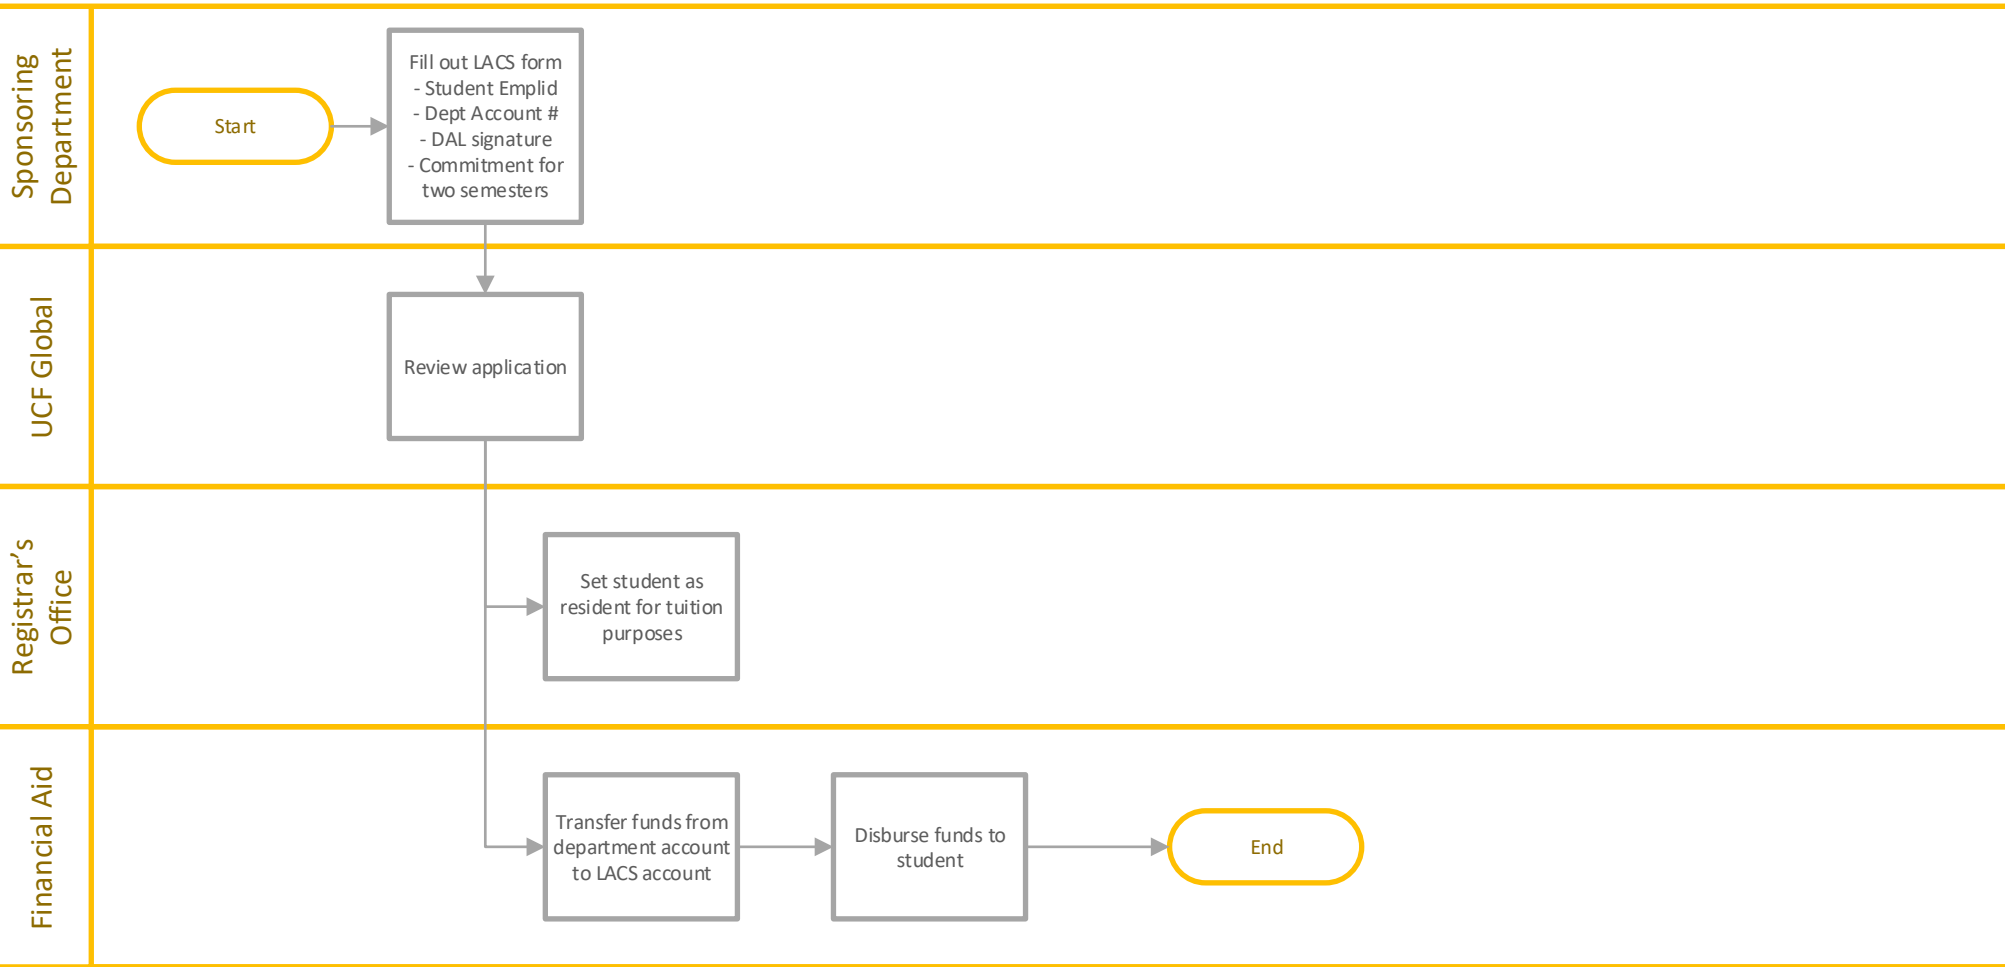 Sponsoring
Department
Start
Fill out LACS form
- Student Emplid
- Dept Account #
- DAL signature
- Commitment for
two semesters
UCF Global
Review application
Registrar’s
Office
Set student as
resident for tuition
purposes
Financial Aid
Transfer funds from
department account
to LACS account
Disburse funds to
student
End